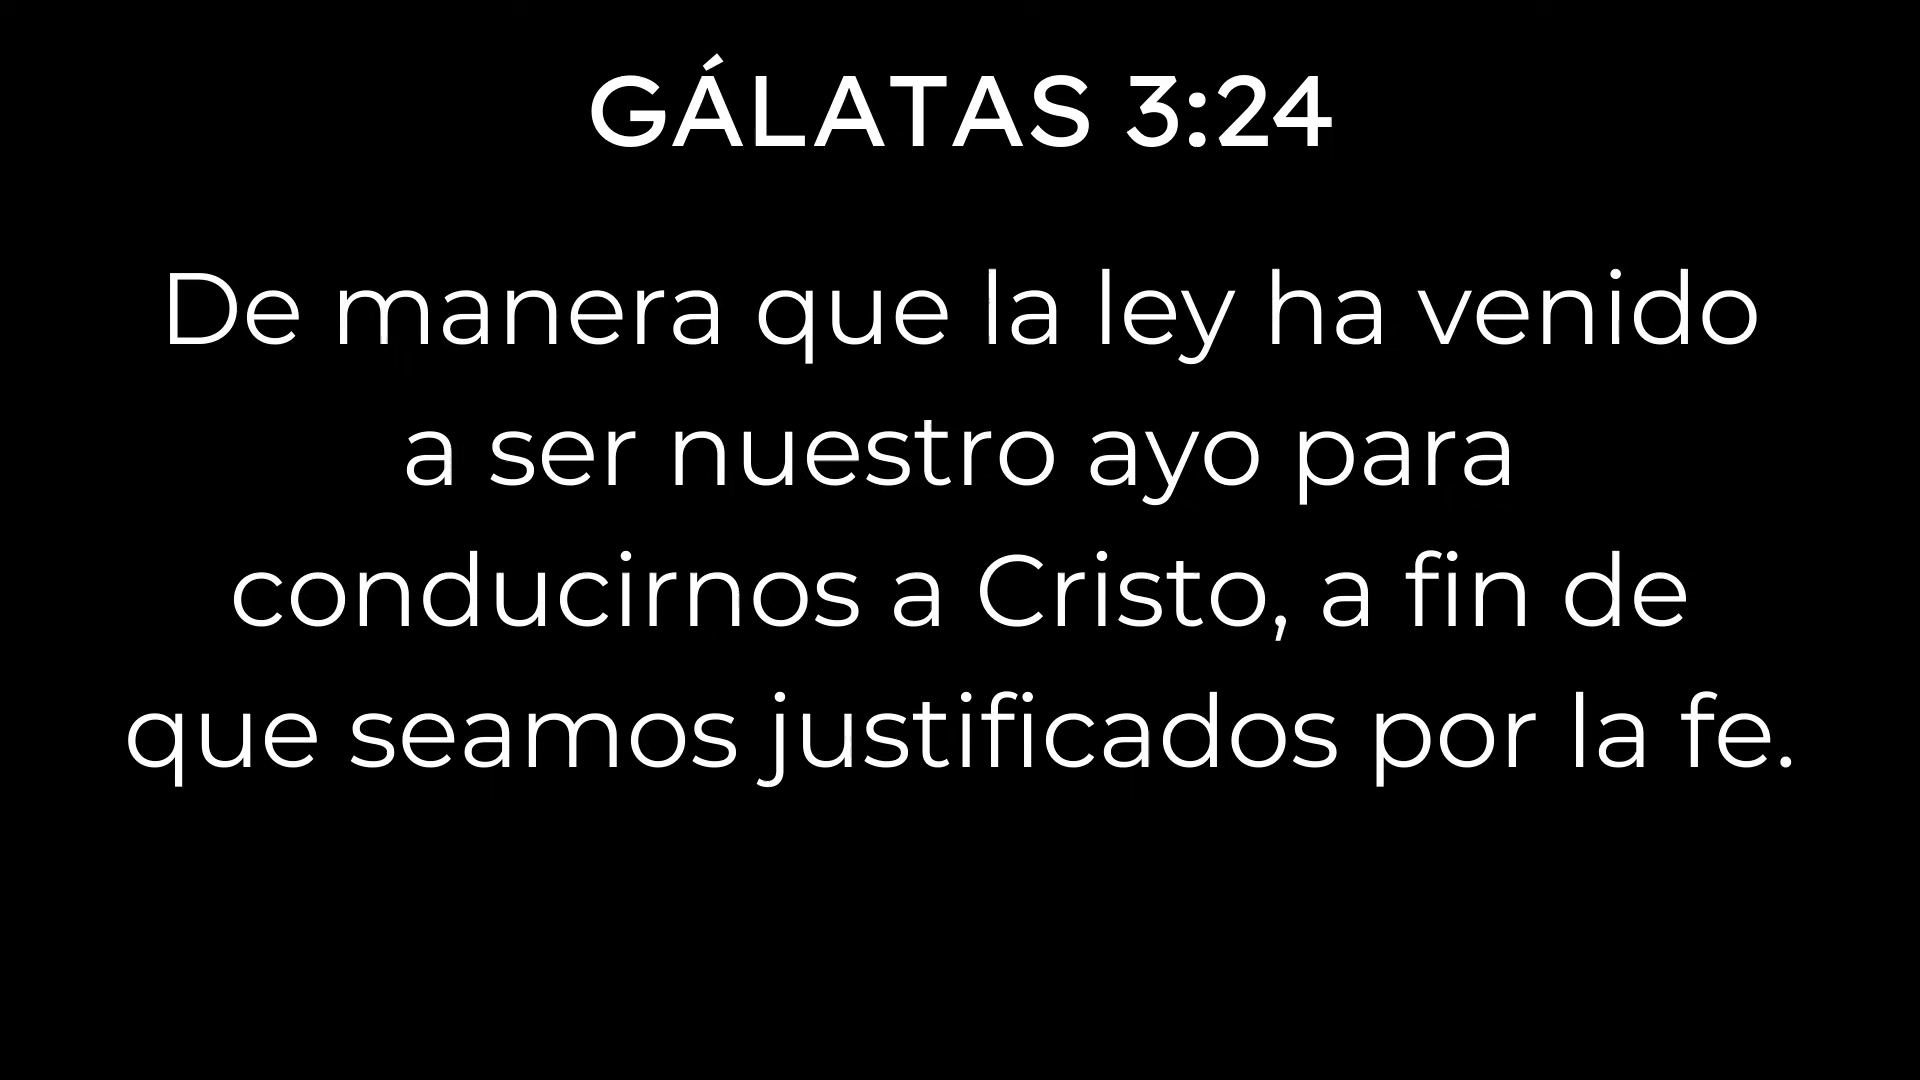 GÁLATAS 3:24
De manera que la ley ha venido
a ser nuestro ayo para
conducirnos a Cristo, a fin de
que seamos justificados por la fe.